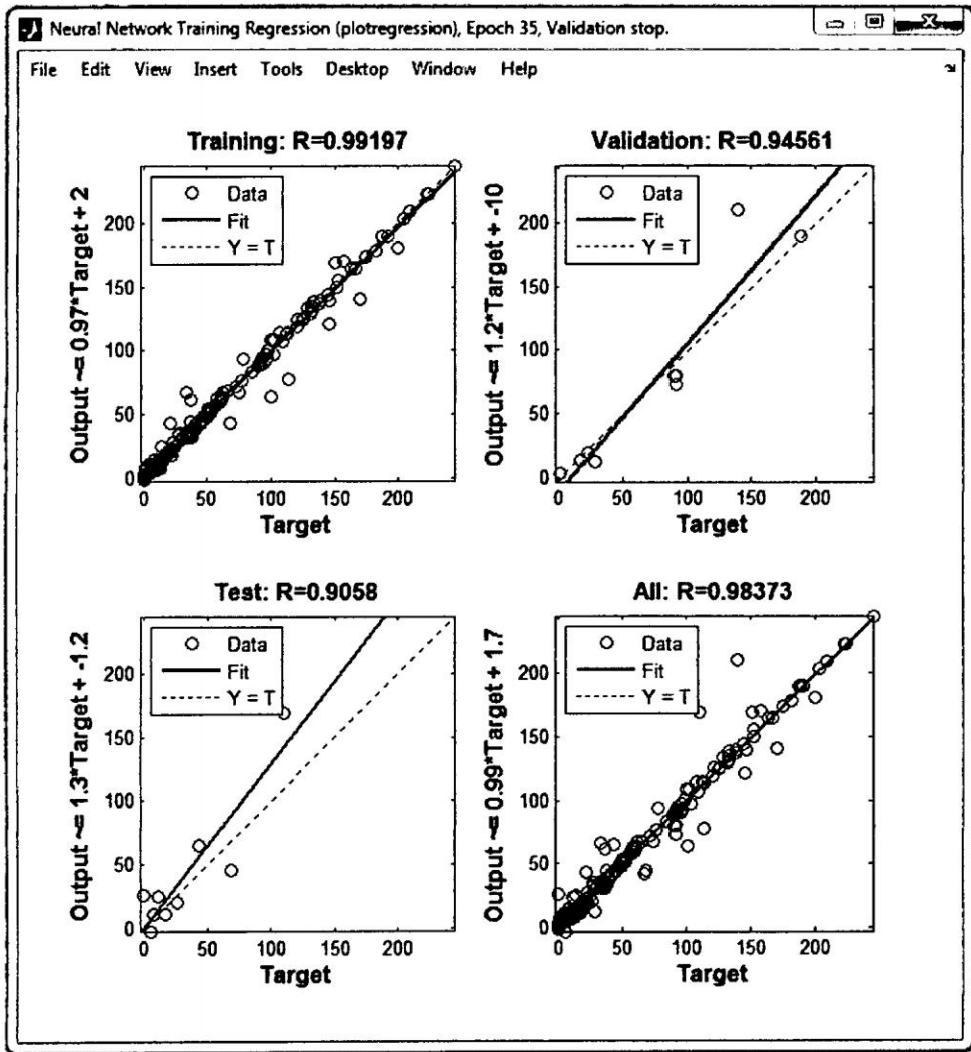 Neural Network Training Regression (plotregression), Epoch 35, Validation stop.
File Edit View Insert Tools Desktop Window Help
Training: R=0.99197
Output ~= 0.97*Target + 2
200
150
100
50
0
Data
Fit
Y = T
0 50 100 150 200
Target
Validation: R=0.94561
Output ~= 1.2*Target + -10
200
150
100
50
0
Data
Fit
Y = T
0 50 100 150 200
Target
Test: R=0.9058
Output ~= 1.3*Target + -1.2
200
150
100
50
0
Data
Fit
Y = T
0 50 100 150 200
Target
All: R=0.98373
Output ~= 0.99*Target + 1.7
200
150
100
50
0
Data
Fit
Y = T
0 50 100 150 200
Target